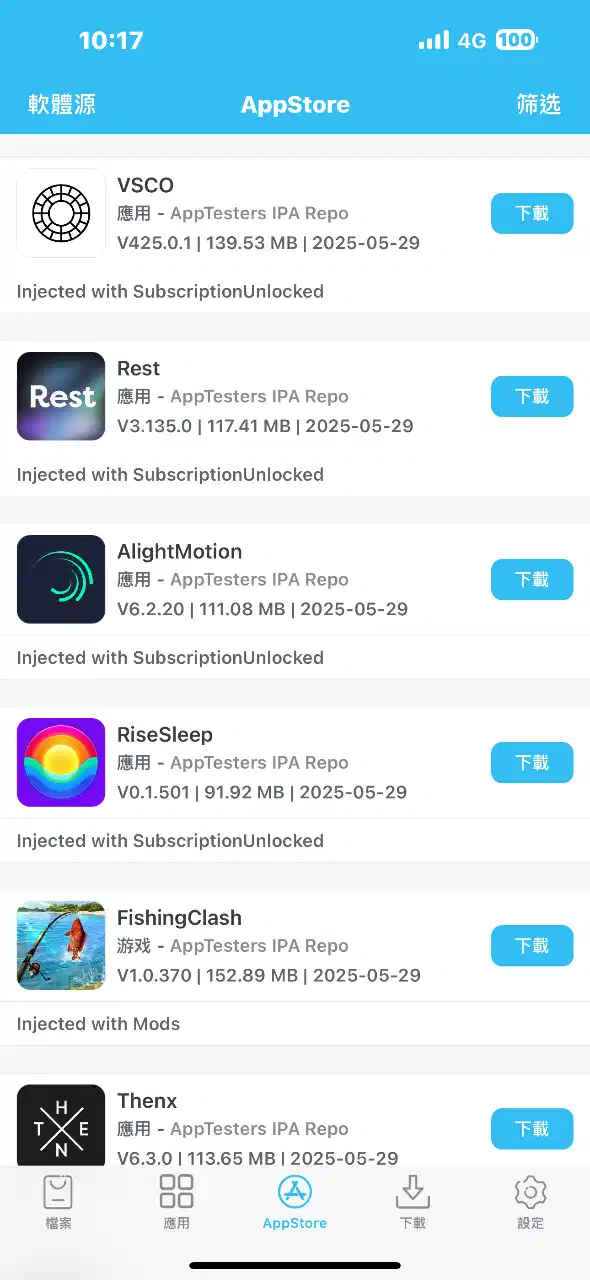 10:17
4G 100
軟體源 AppStore 筛选
VSCO
應用 - AppTesters IPA Repo
V425.0.1 | 139.53 MB | 2025-05-29
下載
Injected with SubscriptionUnlocked
Rest
Rest
應用 - AppTesters IPA Repo
V3.135.0 | 117.41 MB | 2025-05-29
下載
Injected with SubscriptionUnlocked
AlightMotion
應用 - AppTesters IPA Repo
V6.2.20 | 111.08 MB | 2025-05-29
下載
Injected with SubscriptionUnlocked
RiseSleep
應用 - AppTesters IPA Repo
V0.1.501 | 91.92 MB | 2025-05-29
下載
Injected with SubscriptionUnlocked
FishingClash
游戏 - AppTesters IPA Repo
V1.0.370 | 152.89 MB | 2025-05-29
下載
Injected with Mods
THEN
Thenx
應用 - AppTesters IPA Repo
V6.3.0 | 113.65 MB | 2025-05-29
下載
檔案 應用 AppStore 下載 設定